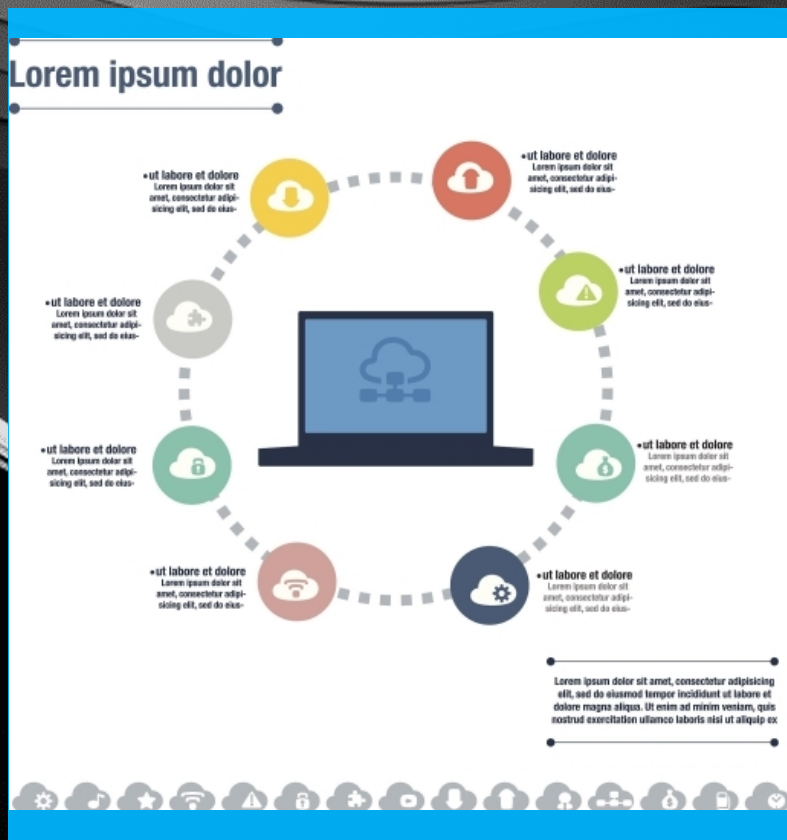 Lorem ipsum dolor
•ut labore et dolore
Lorem ipsum dolor sit
amet, consectetur adipi-
sicing elit, sed do eius-
•ut labore et dolore
Lorem ipsum dolor sit
amet, consectetur adipi-
sicing elit, sed do eius-
•ut labore et dolore
Lorem ipsum dolor sit
amet, consectetur adipi-
sicing elit, sed do eius-
•ut labore et dolore
Lorem ipsum dolor sit
amet, consectetur adipi-
sicing elit, sed do eius-
•ut labore et dolore
Lorem ipsum dolor sit
amet, consectetur adipi-
sicing elit, sed do eius-
•ut labore et dolore
Lorem ipsum dolor sit
amet, consectetur adipi-
sicing elit, sed do eius-
•ut labore et dolore
Lorem ipsum dolor sit
amet, consectetur adipi-
sicing elit, sed do eius-
•ut labore et dolore
Lorem ipsum dolor sit
amet, consectetur adipi-
sicing elit, sed do eius-
Lorem ipsum dolor sit amet, consectetur adipisicing
elit, sed do eiusmod tempor incididunt ut labore et
dolore magna aliqua. Ut enim ad minim veniam, quis
nostrud exercitation ullamco laboris nisi ut aliquip ex